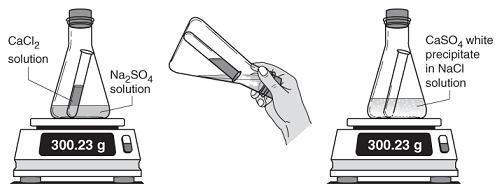 CaCl₂
solution
Na₂SO₄
solution
300.23 g
CaSO₄ white
precipitate
in NaCl
solution
300.23 g